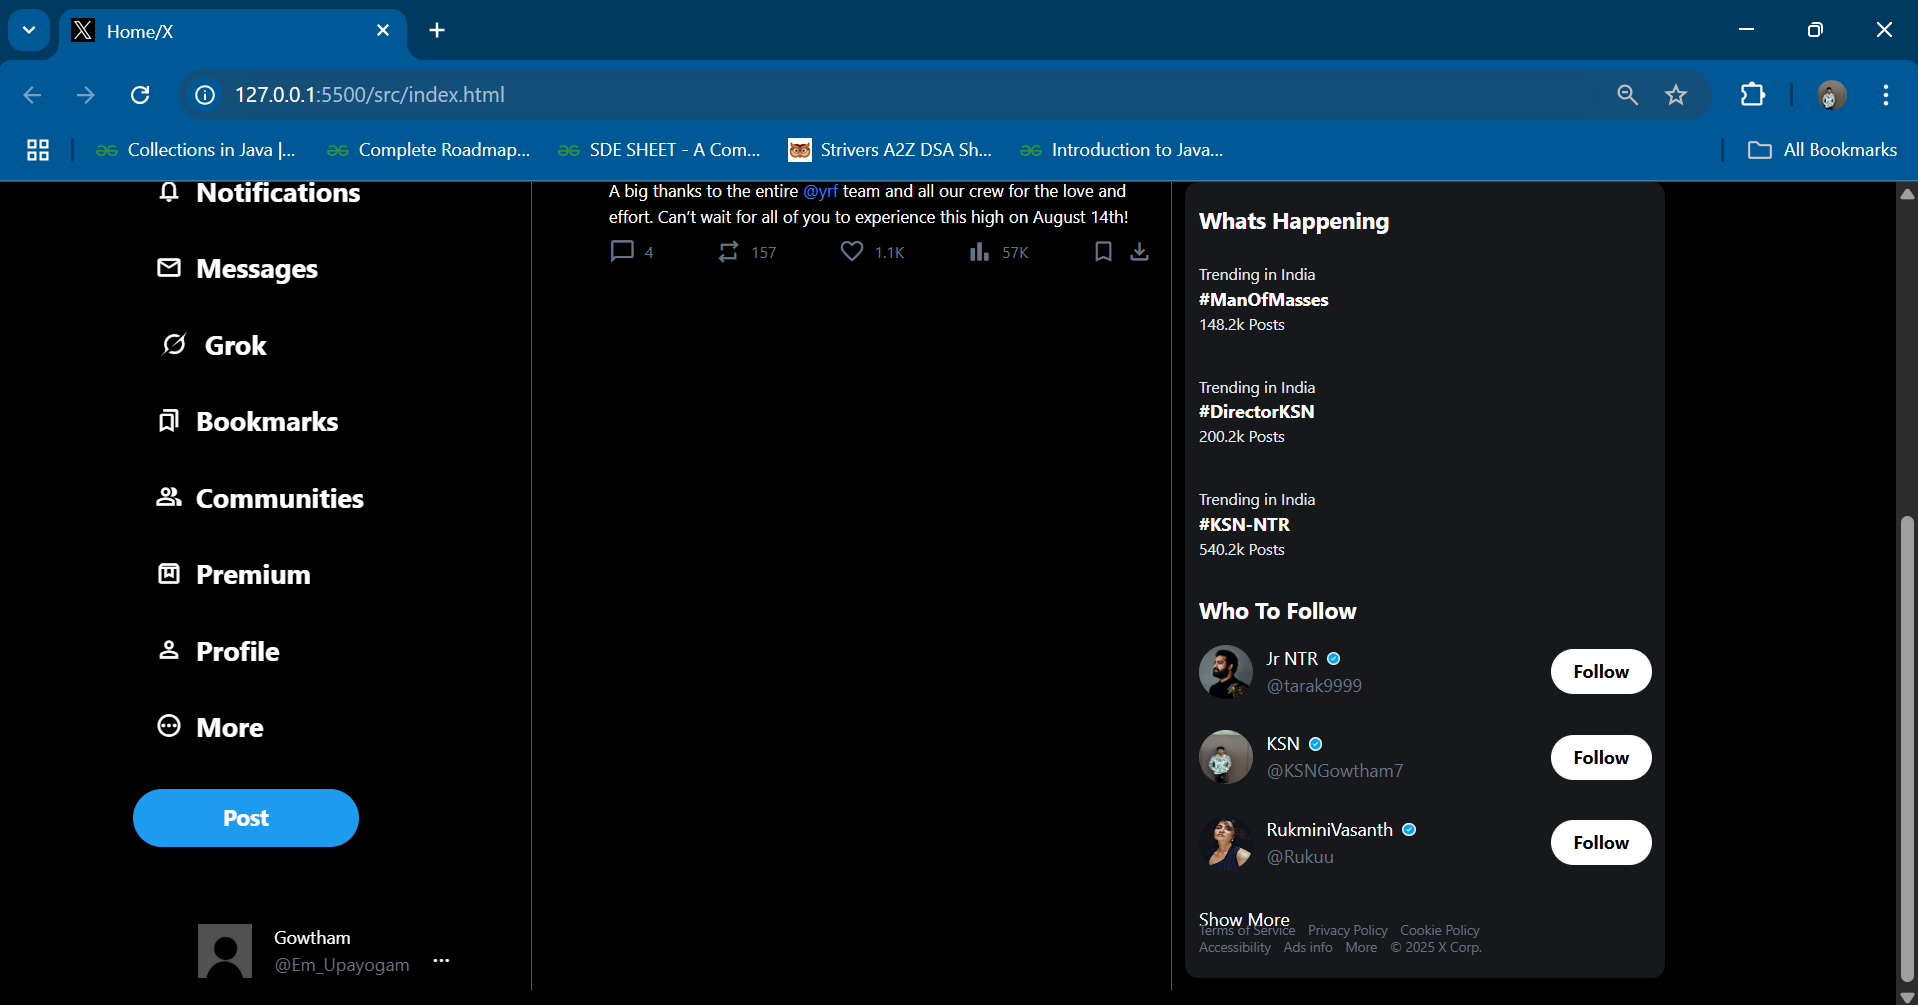 Home/X
127.0.0.1:5500/src/index.html
Collections in Java |...
Complete Roadmap...
SDE SHEET - A Com...
Strivers A2Z DSA Sh...
Introduction to Java...
All Bookmarks
Notifications
Messages
Grok
Bookmarks
Communities
Premium
Profile
More
Post
Gowtham
@Em_Upayogam
...
A big thanks to the entire @yrf team and all our crew for the love and
effort. Can’t wait for all of you to experience this high on August 14th!
4 157 1.1K 57K
Whats Happening
Trending in India
#ManOfMasses
148.2k Posts
Trending in India
#DirectorKSN
200.2k Posts
Trending in India
#KSN-NTR
540.2k Posts
Who To Follow
Jr NTR
@tarak9999
Follow
KSN
@KSNGowtham7
Follow
RukminiVasanth
@Rukuu
Follow
Show More
Terms of Service Privacy Policy Cookie Policy
Accessibility Ads info More © 2025 X Corp.